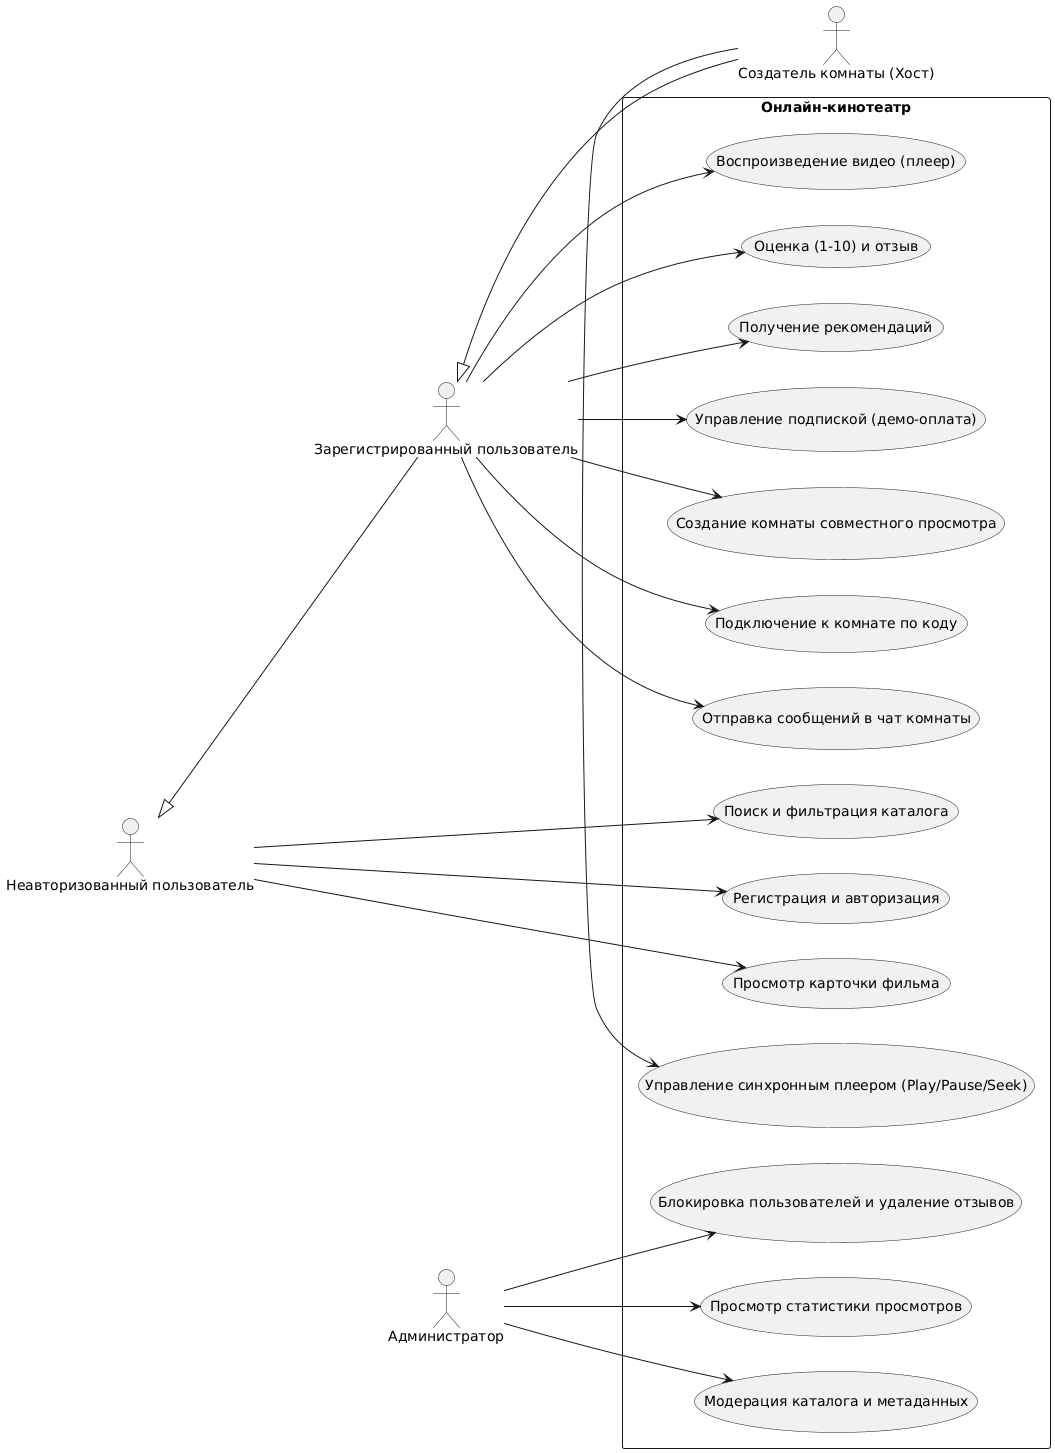 Создатель комнаты (Хост)
Онлайн-кинотеатр
Воспроизведение видео (плеер)
Оценка (1-10) и отзыв
Получение рекомендаций
Управление подпиской (демо-оплата)
Зарегистрированный пользователь
Создание комнаты совместного просмотра
Подключение к комнате по коду
Отправка сообщений в чат комнаты
Поиск и фильтрация каталога
Неавторизованный пользователь
Регистрация и авторизация
Просмотр карточки фильма
Управление синхронным плеером (Play/Pause/Seek)
Блокировка пользователей и удаление отзывов
Просмотр статистики просмотров
Администратор
Модерация каталога и метаданных